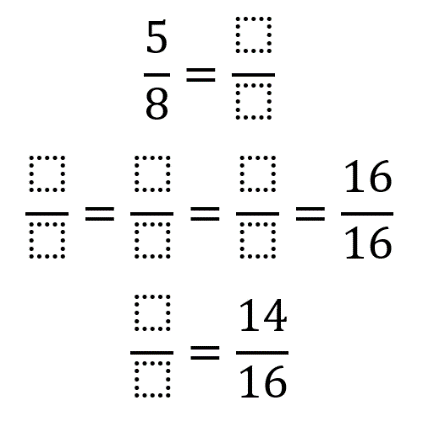 5/8 = ⬚/⬚
⬚/⬚ = ⬚/⬚ = ⬚/⬚ = 16/16
⬚/⬚ = 14/16